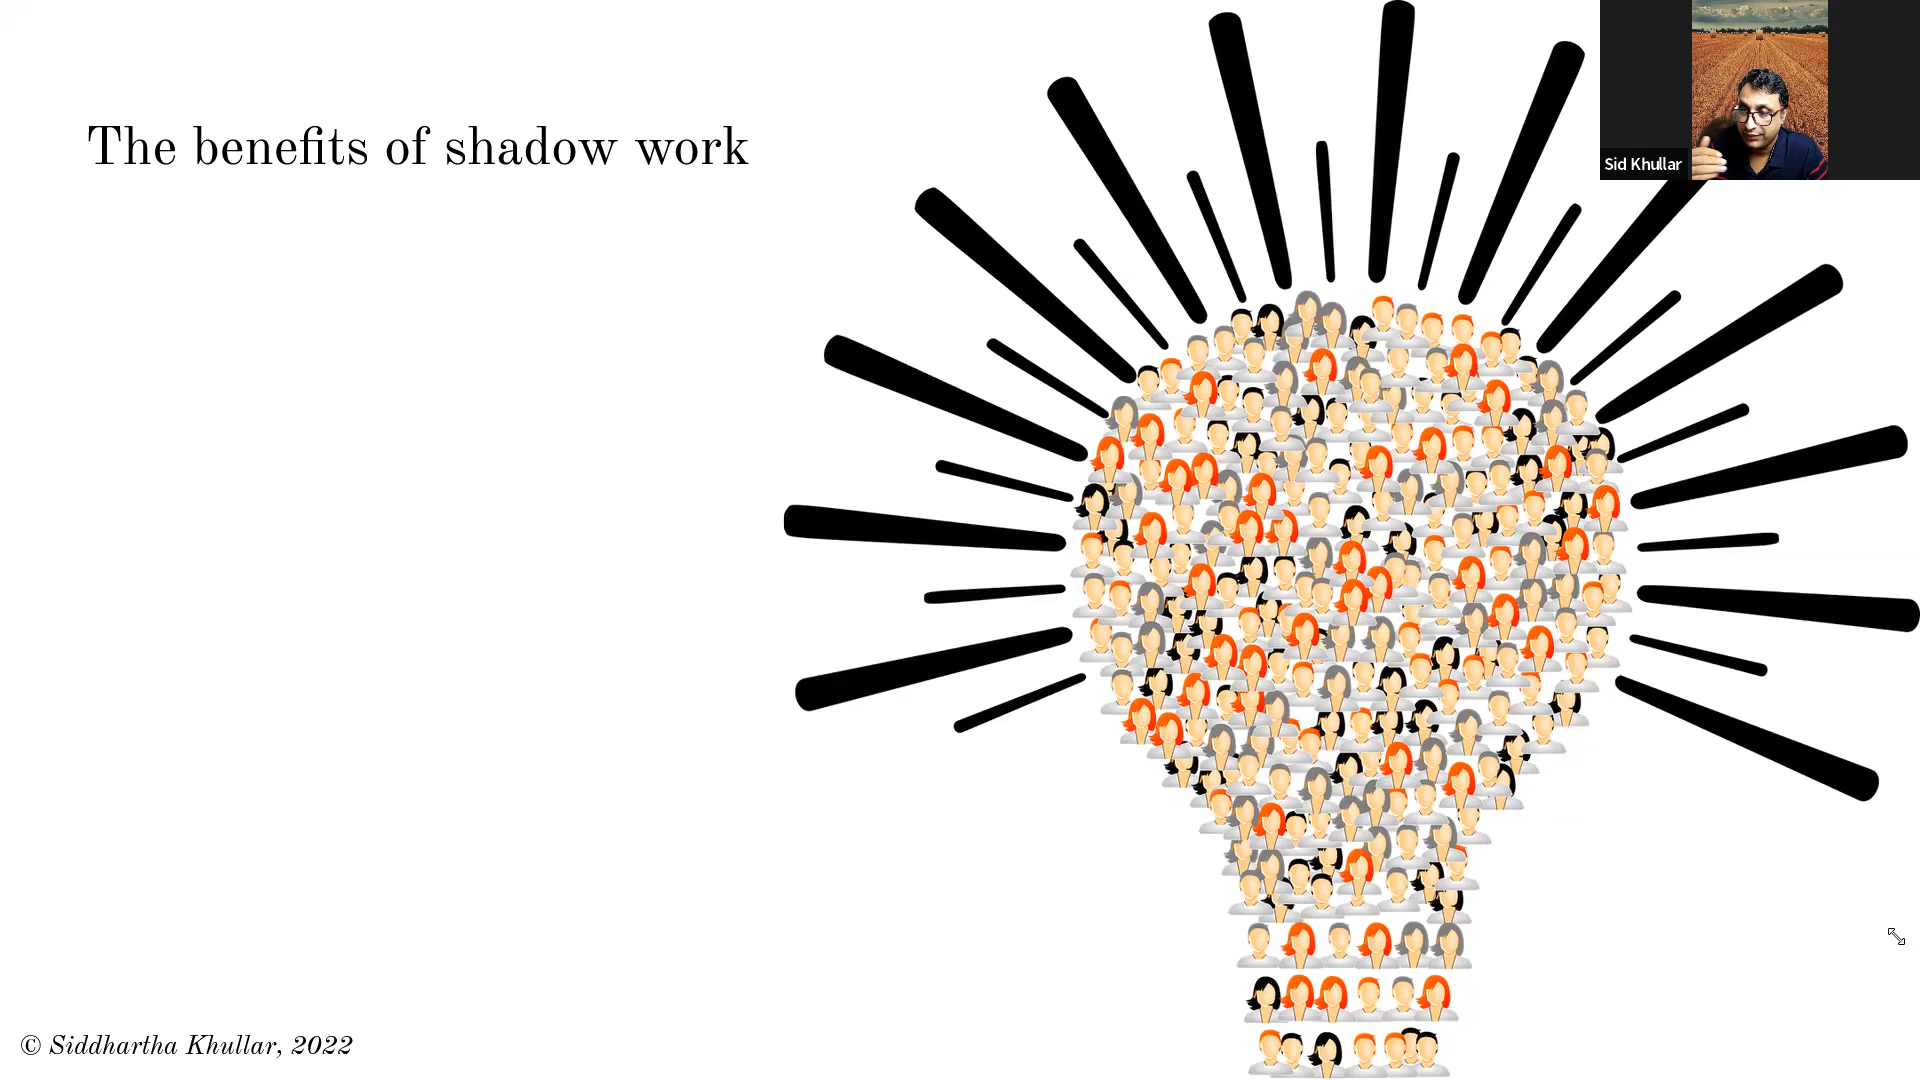 The benefits of shadow work
Sid Khullar
© Siddhartha Khullar, 2022